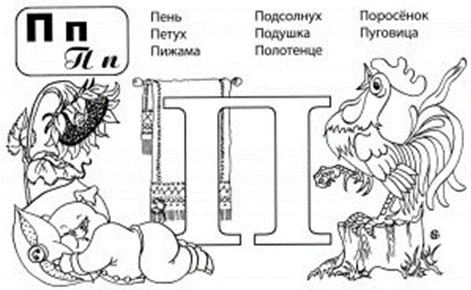 П п
П п
Пень Подсолнух Поросёнок
Петух Подушка Пуговица
Пижама Полотенце
П